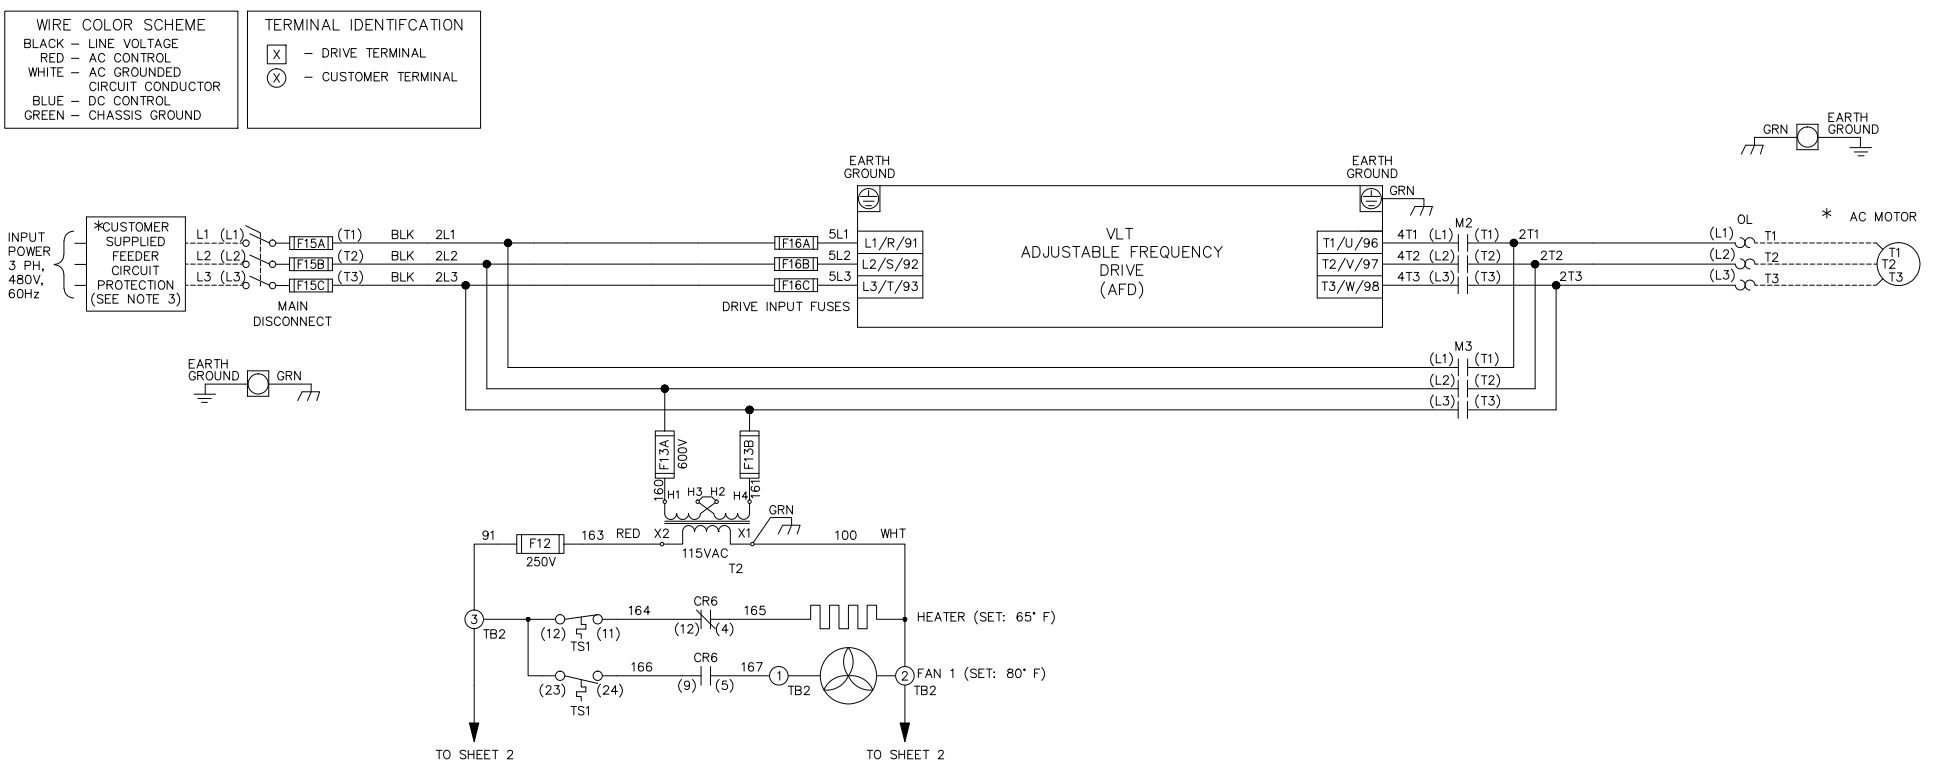 WIRE COLOR SCHEME
BLACK – LINE VOLTAGE
RED – AC CONTROL
WHITE – AC GROUNDED
CIRCUIT CONDUCTOR
BLUE – DC CONTROL
GREEN – CHASSIS GROUND
TERMINAL IDENTIFCATION
X – DRIVE TERMINAL
X – CUSTOMER TERMINAL
GRN
EARTH
GROUND
INPUT
POWER
3 PH,
480V,
60Hz
*CUSTOMER
SUPPLIED
FEEDER
CIRCUIT
PROTECTION
(SEE NOTE 3)
L1 (L1) F15A (T1) BLK 2L1
L2 (L2) F15B (T2) BLK 2L2
L3 (L3) F15C (T3) BLK 2L3
MAIN
DISCONNECT
F16A 5L1
F16B 5L2
F16C 5L3
DRIVE INPUT FUSES
EARTH
GROUND
L1/R/91
L2/S/92
L3/T/93
VLT
ADJUSTABLE FREQUENCY
DRIVE
(AFD)
EARTH
GROUND
GRN
T1/U/96
T2/V/97
T3/W/98
M2
4T1 (L1) (T1) 2T1
4T2 (L2) (T2) 2T2
4T3 (L3) (T3) 2T3
OL
(L1) T1
(L2) T2
(L3) T3
* AC MOTOR
T1
T2
T3
M3
(L1) (T1)
(L2) (T2)
(L3) (T3)
EARTH
GROUND
GRN
F13A
600V
F13B
160
161
H1 H3 H2 H4
GRN
91 F12 163 RED X2 X1 100 WHT
250V
115VAC
T2
3
TB2
(12) (11)
TS1
164
CR6
(12) (4)
165
HEATER (SET: 65° F)
(23) (24)
TS1
166
CR6
(9) (5)
167
1
TB2
2
TB2
FAN 1 (SET: 80° F)
TO SHEET 2
TO SHEET 2